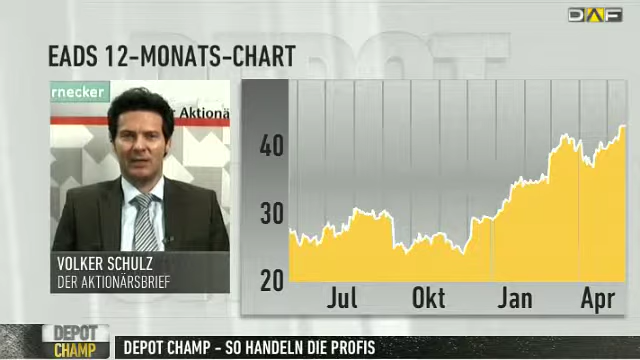 DAF
EADS 12-MONATS-CHART
rnecker
r Aktionä
40
30
20
Jul
Okt
Jan
Apr
VOLKER SCHULZ
DER AKTIONÄRSBRIEF
DEPOT
CHAMP
DEPOT CHAMP - SO HANDELN DIE PROFIS